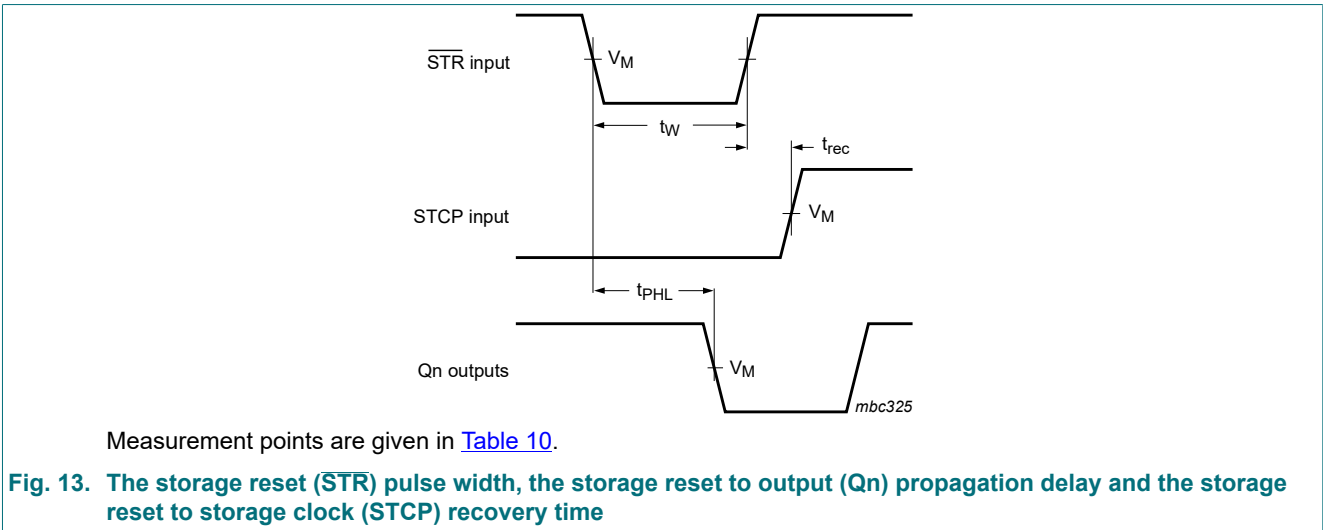 STR input
VM
tW
trec
STCP input
VM
tPHL
Qn outputs
VM
mbc325
Measurement points are given in Table 10.
Fig. 13. The storage reset (STR) pulse width, the storage reset to output (Qn) propagation delay and the storage
reset to storage clock (STCP) recovery time